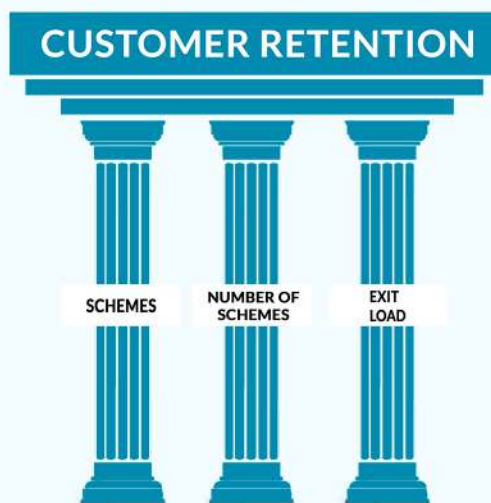 CUSTOMER RETENTION
SCHEMES
NUMBER OF
SCHEMES
EXIT
LOAD